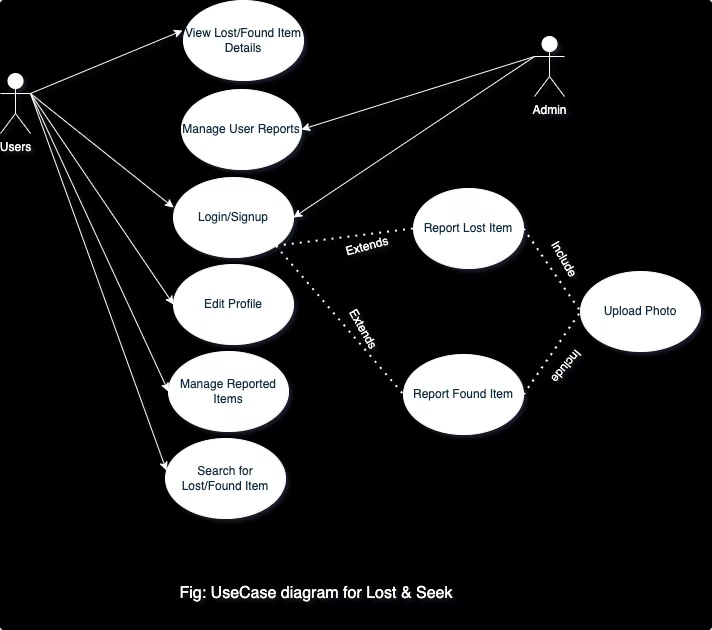 View Lost/Found Item
Details
Admin
Manage User Reports
Users
Login/Signup
Extends
Report Lost Item
Include
Edit Profile
Extends
Upload Photo
Include
Manage Reported
Items
Report Found Item
Search for
Lost/Found Item
Fig: UseCase diagram for Lost & Seek